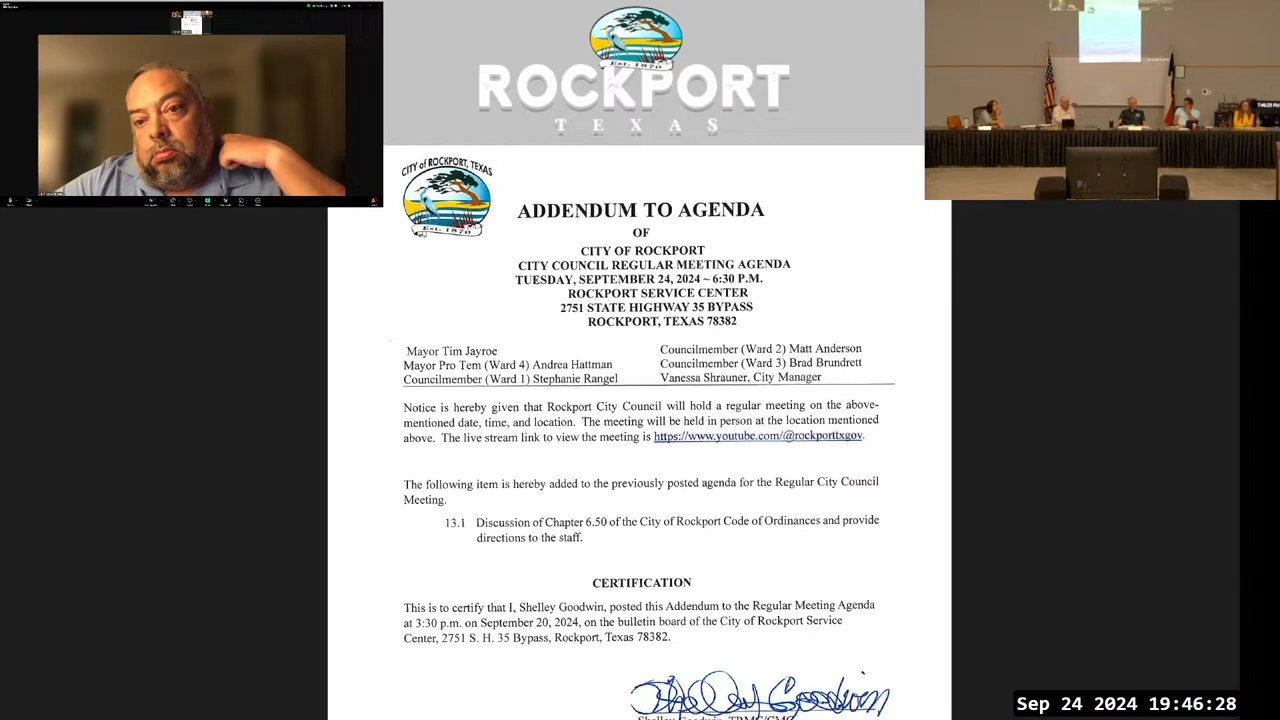 Est. 1870
ROCKPORT
TEXAS
CITY of ROCKPORT, TEXAS
Est. 1870
ADDENDUM TO AGENDA
OF
CITY OF ROCKPORT
CITY COUNCIL REGULAR MEETING AGENDA
TUESDAY, SEPTEMBER 24, 2024 ~ 6:30 P.M.
ROCKPORT SERVICE CENTER
2751 STATE HIGHWAY 35 BYPASS
ROCKPORT, TEXAS 78382
Mayor Tim Jayroe
Mayor Pro Tem (Ward 4) Andrea Hattman
Councilmember (Ward 1) Stephanie Rangel
Councilmember (Ward 2) Matt Anderson
Councilmember (Ward 3) Brad Brundrett
Vanessa Shrauner, City Manager
Notice is hereby given that Rockport City Council will hold a regular meeting on the above-
mentioned date, time, and location. The meeting will be held in person at the location mentioned
above. The live stream link to view the meeting is https://www.youtube.com/@rockporttxgov.
The following item is hereby added to the previously posted agenda for the Regular City Council
Meeting.
13.1 Discussion of Chapter 6.50 of the City of Rockport Code of Ordinances and provide
directions to the staff.
CERTIFICATION
This is to certify that I, Shelley Goodwin, posted this Addendum to the Regular Meeting Agenda
at 3:30 p.m. on September 20, 2024, on the bulletin board of the City of Rockport Service
Center, 2751 S. H. 35 Bypass, Rockport, Texas 78382.
Shelley Goodwin
Shelley Goodwin, TRMC/CMC
Sep 24 2024 19:46:28